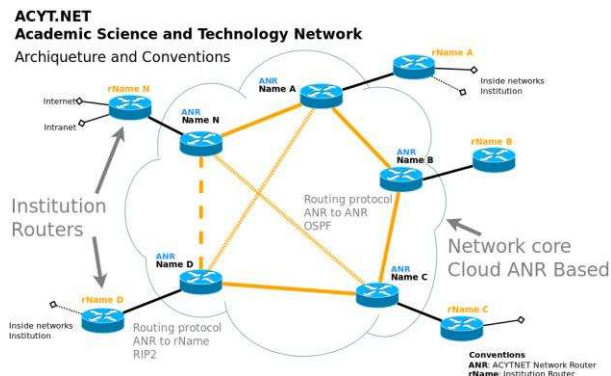 ACYT.NET
Academic Science and Technology Network
Archiqueture and Conventions
rName A
Inside networks
Institution
ANR
Name A
rName N
Internet
Intranet
ANR
Name N
rName B
ANR
Name B
Routing protocol
ANR to ANR
OSPF
Institution
Routers
Network core
Cloud ANR Based
ANR
Name D
ANR
Name C
rName D
Inside networks
Institution
Routing protocol
ANR to rName
RIP2
rName C
Conventions
ANR: ACYTNET Network Router
rName: Institution Router